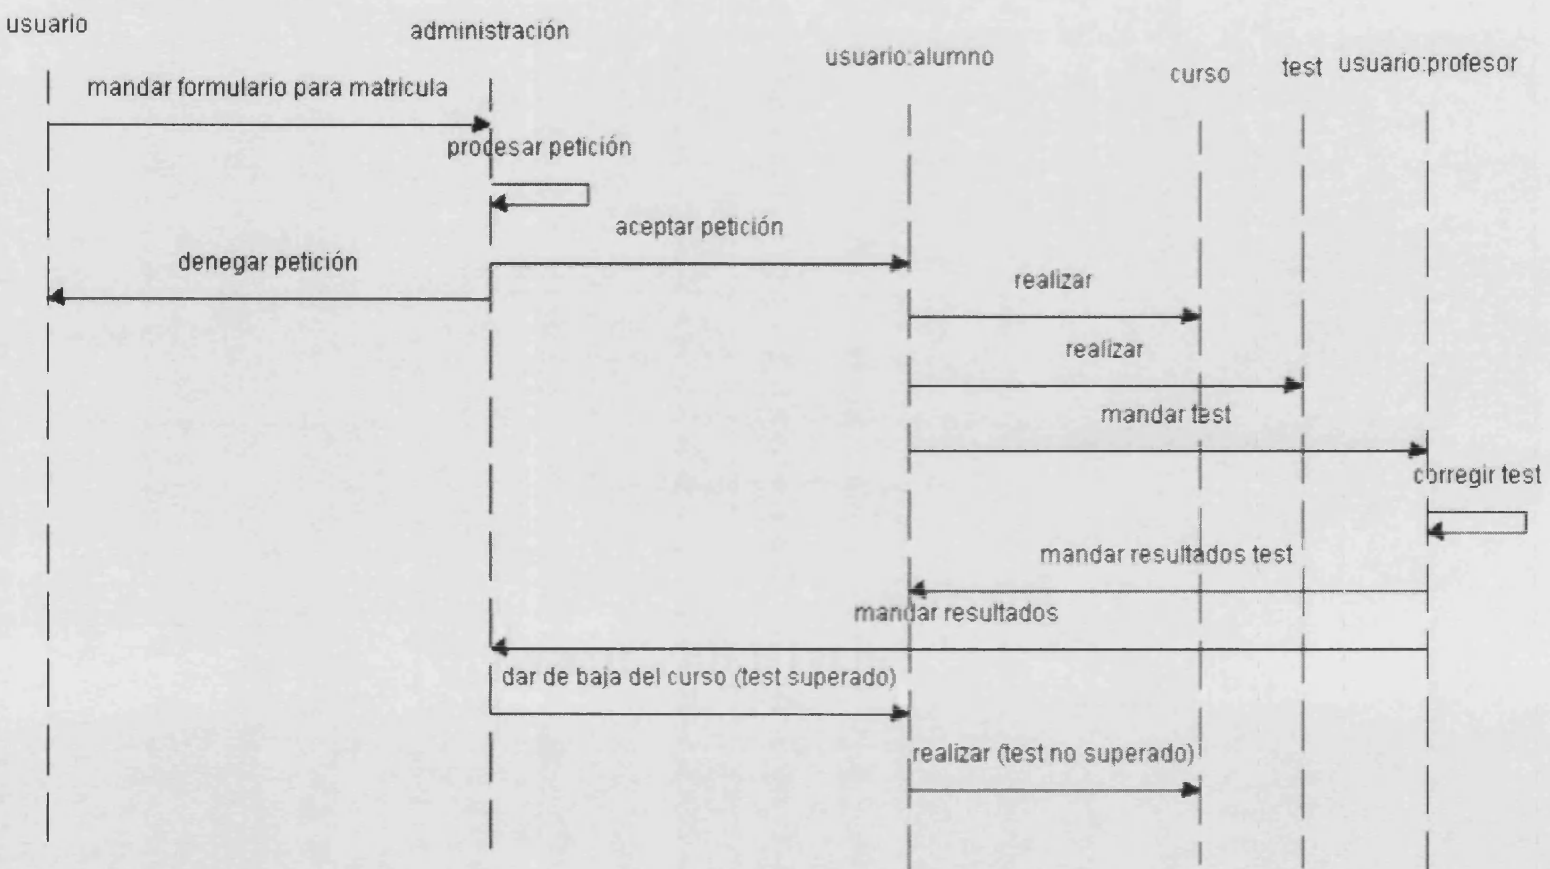 usuario
administración
usuario:alumno
curso
test
usuario:profesor
mandar formulario para matricula
procesar petición
aceptar petición
denegar petición
realizar
realizar
mandar test
corregir test
mandar resultados test
mandar resultados
dar de baja del curso (test superado)
realizar (test no superado)